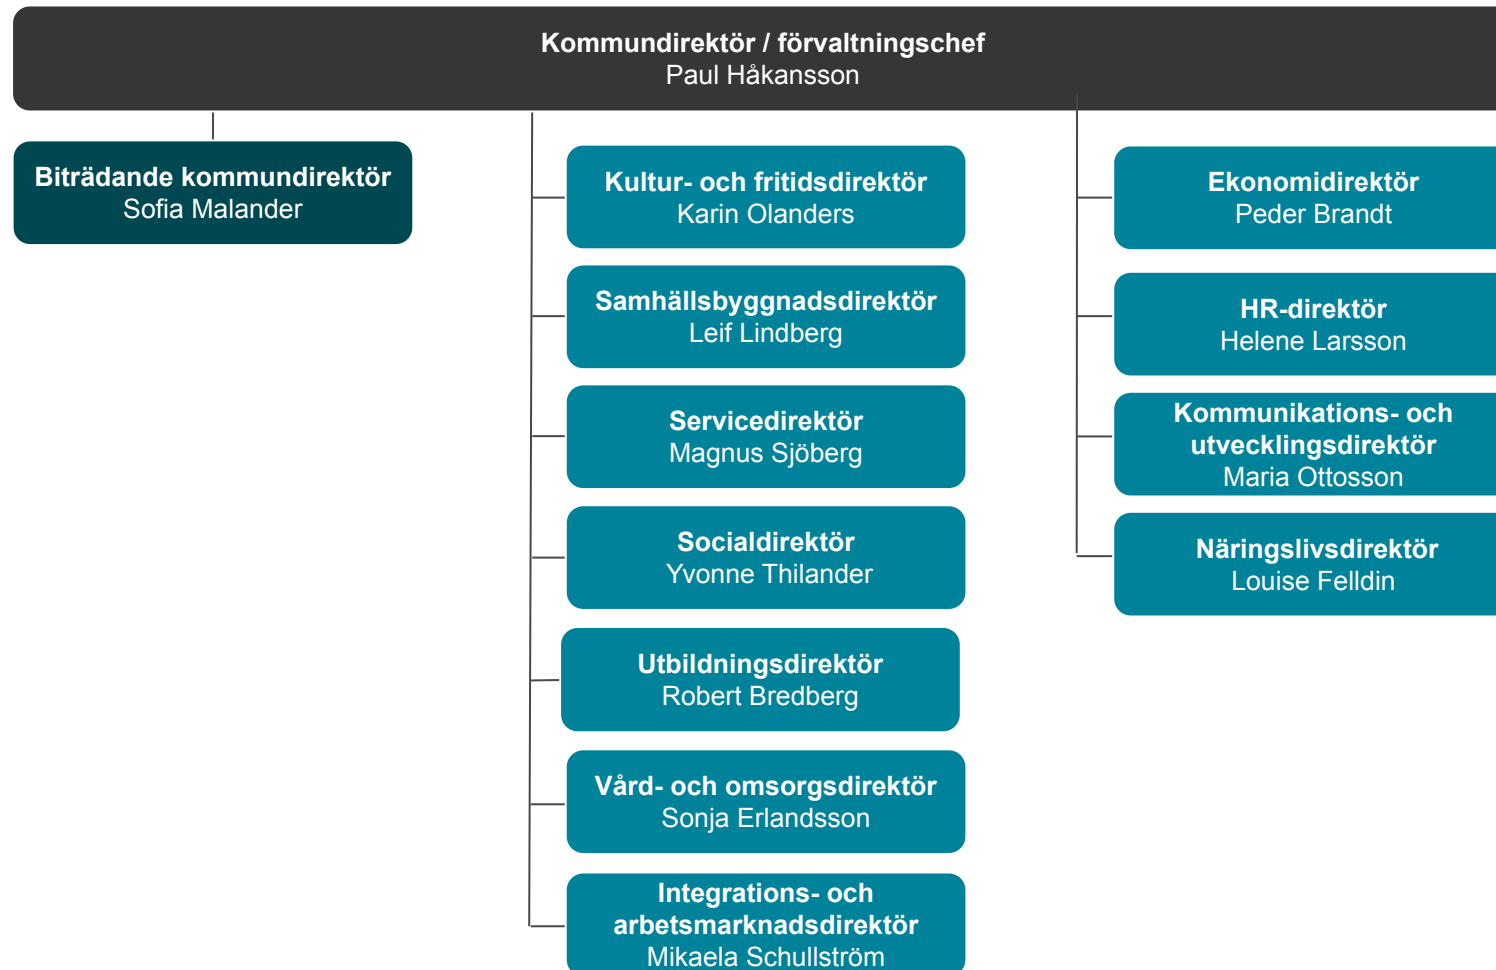 Kommundirektör / förvaltningschef
Paul Håkansson
Biträdande kommundirektör
Sofia Malander
Kultur- och fritidsdirektör
Karin Olanders
Samhällsbyggnadsdirektör
Leif Lindberg
Servicedirektör
Magnus Sjöberg
Socialdirektör
Yvonne Thilander
Utbildningsdirektör
Robert Bredberg
Vård- och omsorgsdirektör
Sonja Erlandsson
Integrations- och
arbetsmarknadsdirektör
Mikaela Schullström
Ekonomidirektör
Peder Brandt
HR-direktör
Helene Larsson
Kommunikations- och
utvecklingsdirektör
Maria Ottosson
Näringslivsdirektör
Louise Felldin